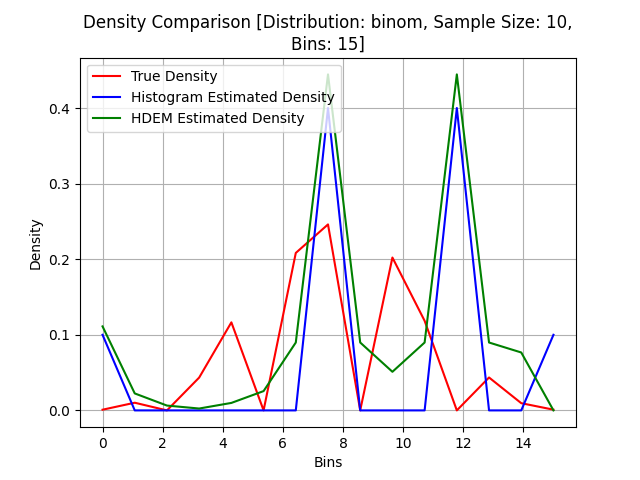 Density Comparison [Distribution: binom, Sample Size: 10,
Bins: 15]
True Density
Histogram Estimated Density
HDEM Estimated Density
Density
0.4
0.3
0.2
0.1
0.0
0 2 4 6 8 10 12 14
Bins